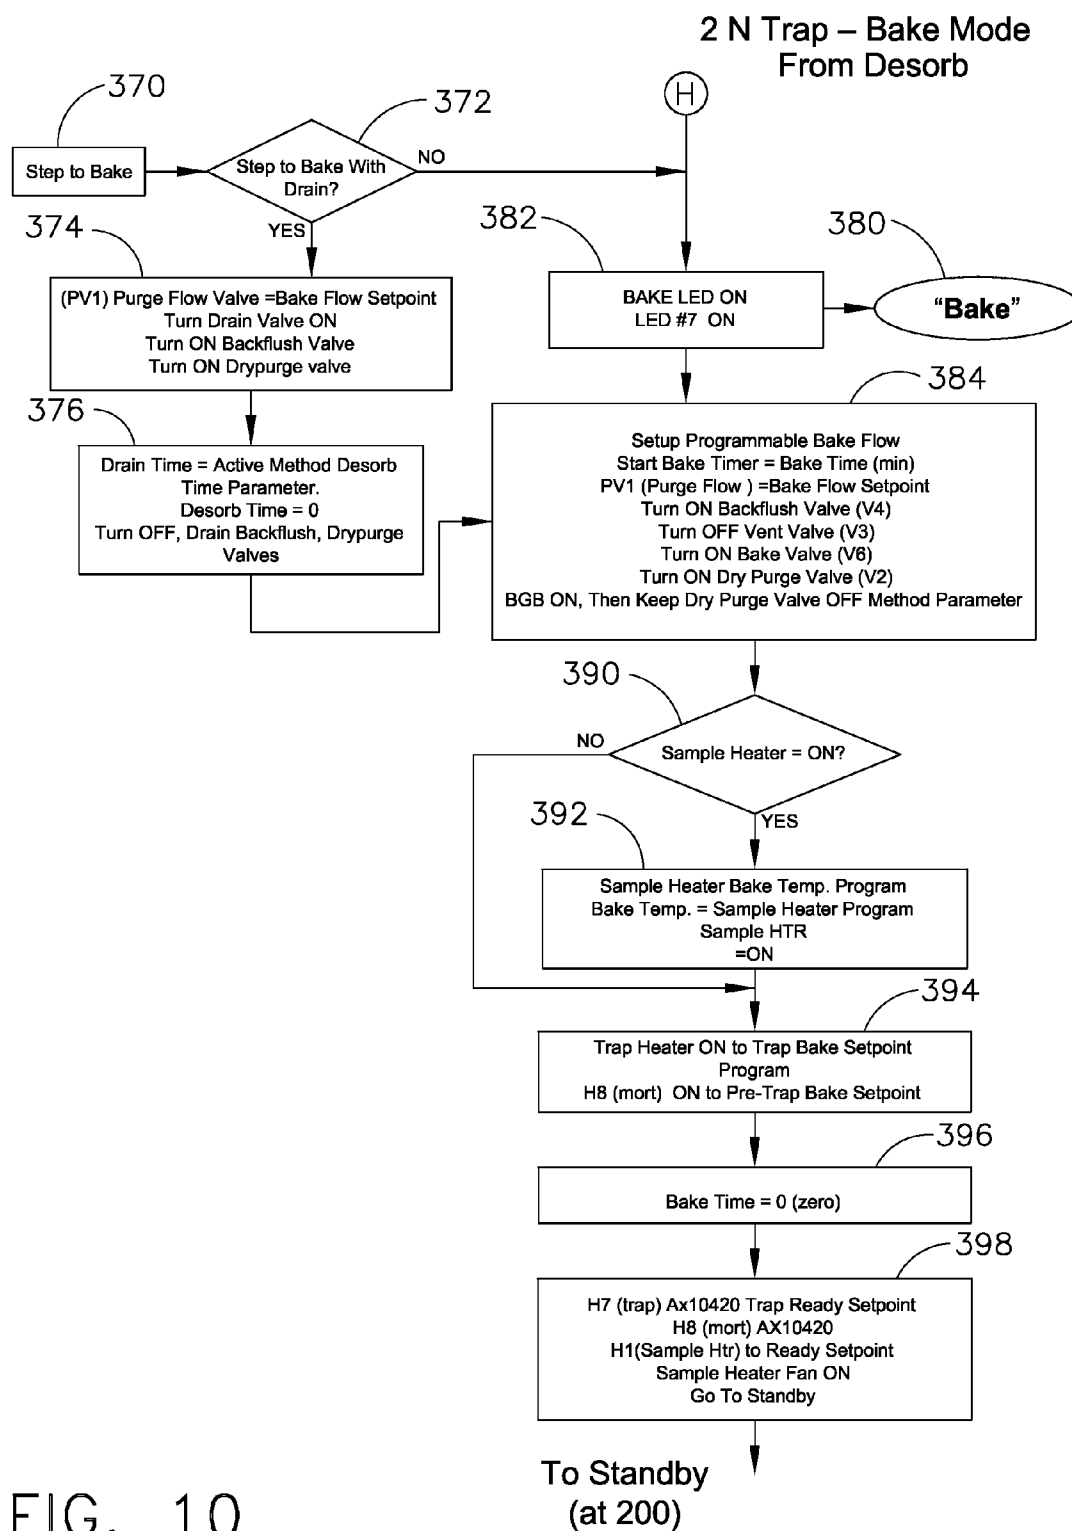 2 N Trap – Bake Mode
From Desorb
370
372
H
Step to Bake
Step to Bake With
Drain?
NO
YES
374
382
380
(PV1) Purge Flow Valve =Bake Flow Setpoint
Turn Drain Valve ON
Turn ON Backflush Valve
Turn ON Drypurge valve
BAKE LED ON
LED #7 ON
“Bake”
376
384
Drain Time = Active Method Desorb
Time Parameter.
Desorb Time = 0
Turn OFF, Drain Backflush, Drypurge
Valves
Setup Programmable Bake Flow
Start Bake Timer = Bake Time (min)
PV1 (Purge Flow ) =Bake Flow Setpoint
Turn ON Backflush Valve (V4)
Turn OFF Vent Valve (V3)
Turn ON Bake Valve (V6)
Turn ON Dry Purge Valve (V2)
BGB ON, Then Keep Dry Purge Valve OFF Method Parameter
390
NO
Sample Heater = ON?
YES
392
Sample Heater Bake Temp. Program
Bake Temp. = Sample Heater Program
Sample HTR
=ON
394
Trap Heater ON to Trap Bake Setpoint
Program
H8 (mort) ON to Pre-Trap Bake Setpoint
396
Bake Time = 0 (zero)
398
H7 (trap) Ax10420 Trap Ready Setpoint
H8 (mort) AX10420
H1(Sample Htr) to Ready Setpoint
Sample Heater Fan ON
Go To Standby
To Standby
(at 200)
FIG. 10